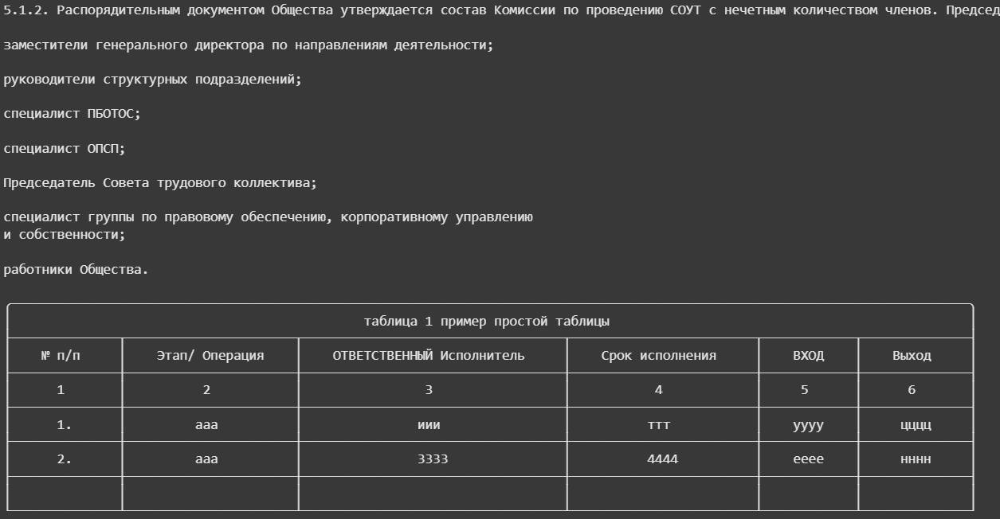 5.1.2. Распорядительным документом Общества утверждается состав Комиссии по проведению СОУТ с нечетным количеством членов. Председ
заместители генерального директора по направлениям деятельности;
руководители структурных подразделений;
специалист ПБОТОС;
специалист ОПСП;
Председатель Совета трудового коллектива;
специалист группы по правовому обеспечению, корпоративному управлению
и собственности;
работники Общества.
таблица 1 пример простой таблицы
№ п/п Этап/ Операция ОТВЕТСТВЕННЫЙ Исполнитель Срок исполнения ВХОД Выход
1 2 3 4 5 6
1. ааа иии ттт уууу цццц
2. ааа 3333 4444 ееее нннн